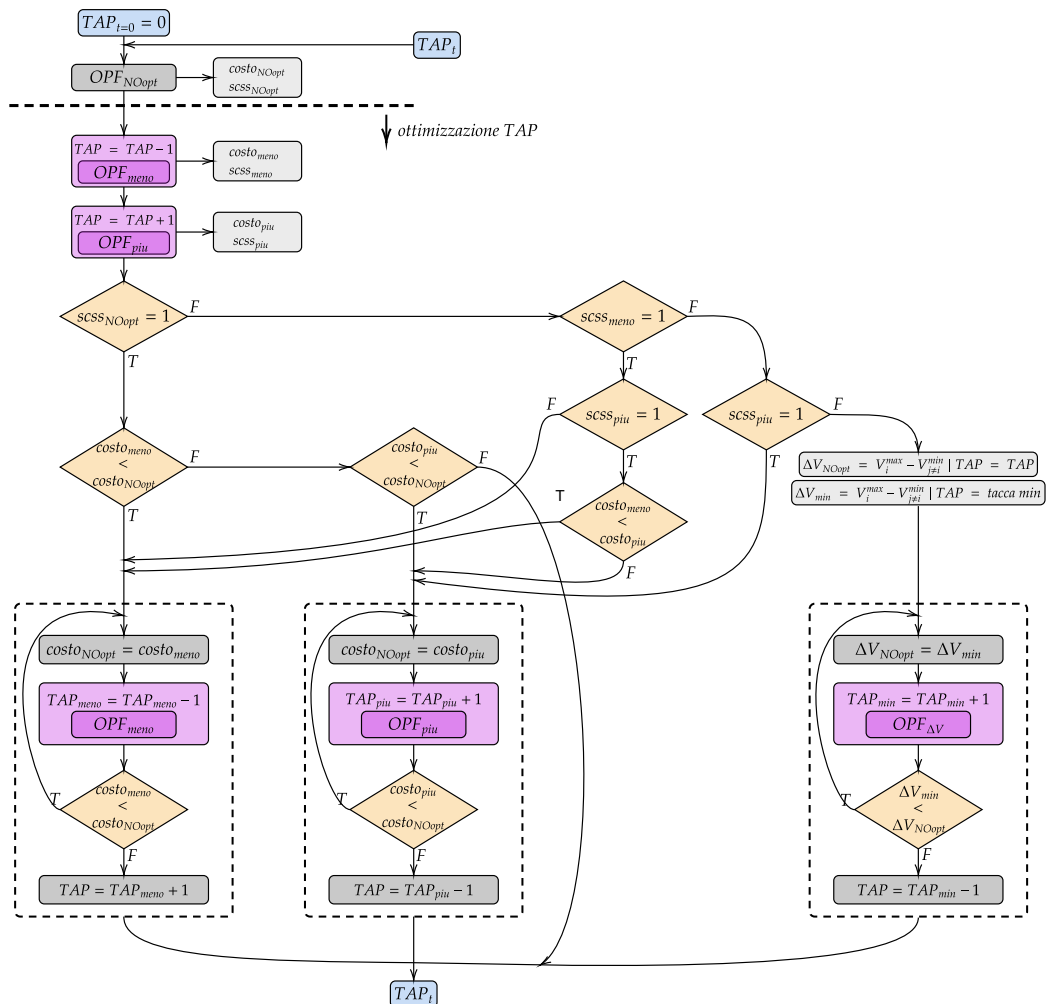 TAP_{t=0} = 0
TAP_t
OPF_{NOopt}
costo_{NOopt}
scss_{NOopt}
ottimizzazione TAP
TAP = TAP − 1
OPF_{meno}
costo_{meno}
scss_{meno}
TAP = TAP + 1
OPF_{piu}
costo_{piu}
scss_{piu}
scss_{NOopt} = 1
F
T
scss_{meno} = 1
F
T
scss_{piu} = 1
F
T
scss_{piu} = 1
F
T
costo_{meno}
<
costo_{NOopt}
F
T
costo_{piu}
<
costo_{NOopt}
F
T
costo_{meno}
<
costo_{piu}
T
F
ΔV_{NOopt} = V_i^{max} − V_{j≠i}^{min} | TAP = TAP
ΔV_{min} = V_i^{max} − V_{j≠i}^{min} | TAP = tacca min
costo_{NOopt} = costo_{meno}
TAP_{meno} = TAP_{meno} − 1
OPF_{meno}
costo_{meno}
<
costo_{NOopt}
T
F
TAP = TAP_{meno} + 1
costo_{NOopt} = costo_{piu}
TAP_{piu} = TAP_{piu} + 1
OPF_{piu}
costo_{piu}
<
costo_{NOopt}
T
F
TAP = TAP_{piu} − 1
ΔV_{NOopt} = ΔV_{min}
TAP_{min} = TAP_{min} + 1
OPF_{ΔV}
ΔV_{min}
<
ΔV_{NOopt}
T
F
TAP = TAP_{min} − 1
TAP_t